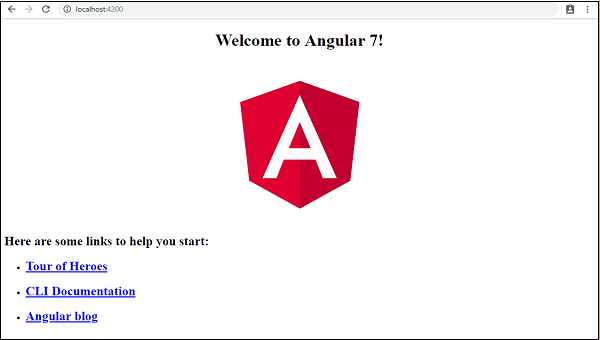 localhost:4200
Welcome to Angular 7!
A
Here are some links to help you start:
Tour of Heroes
CLI Documentation
Angular blog